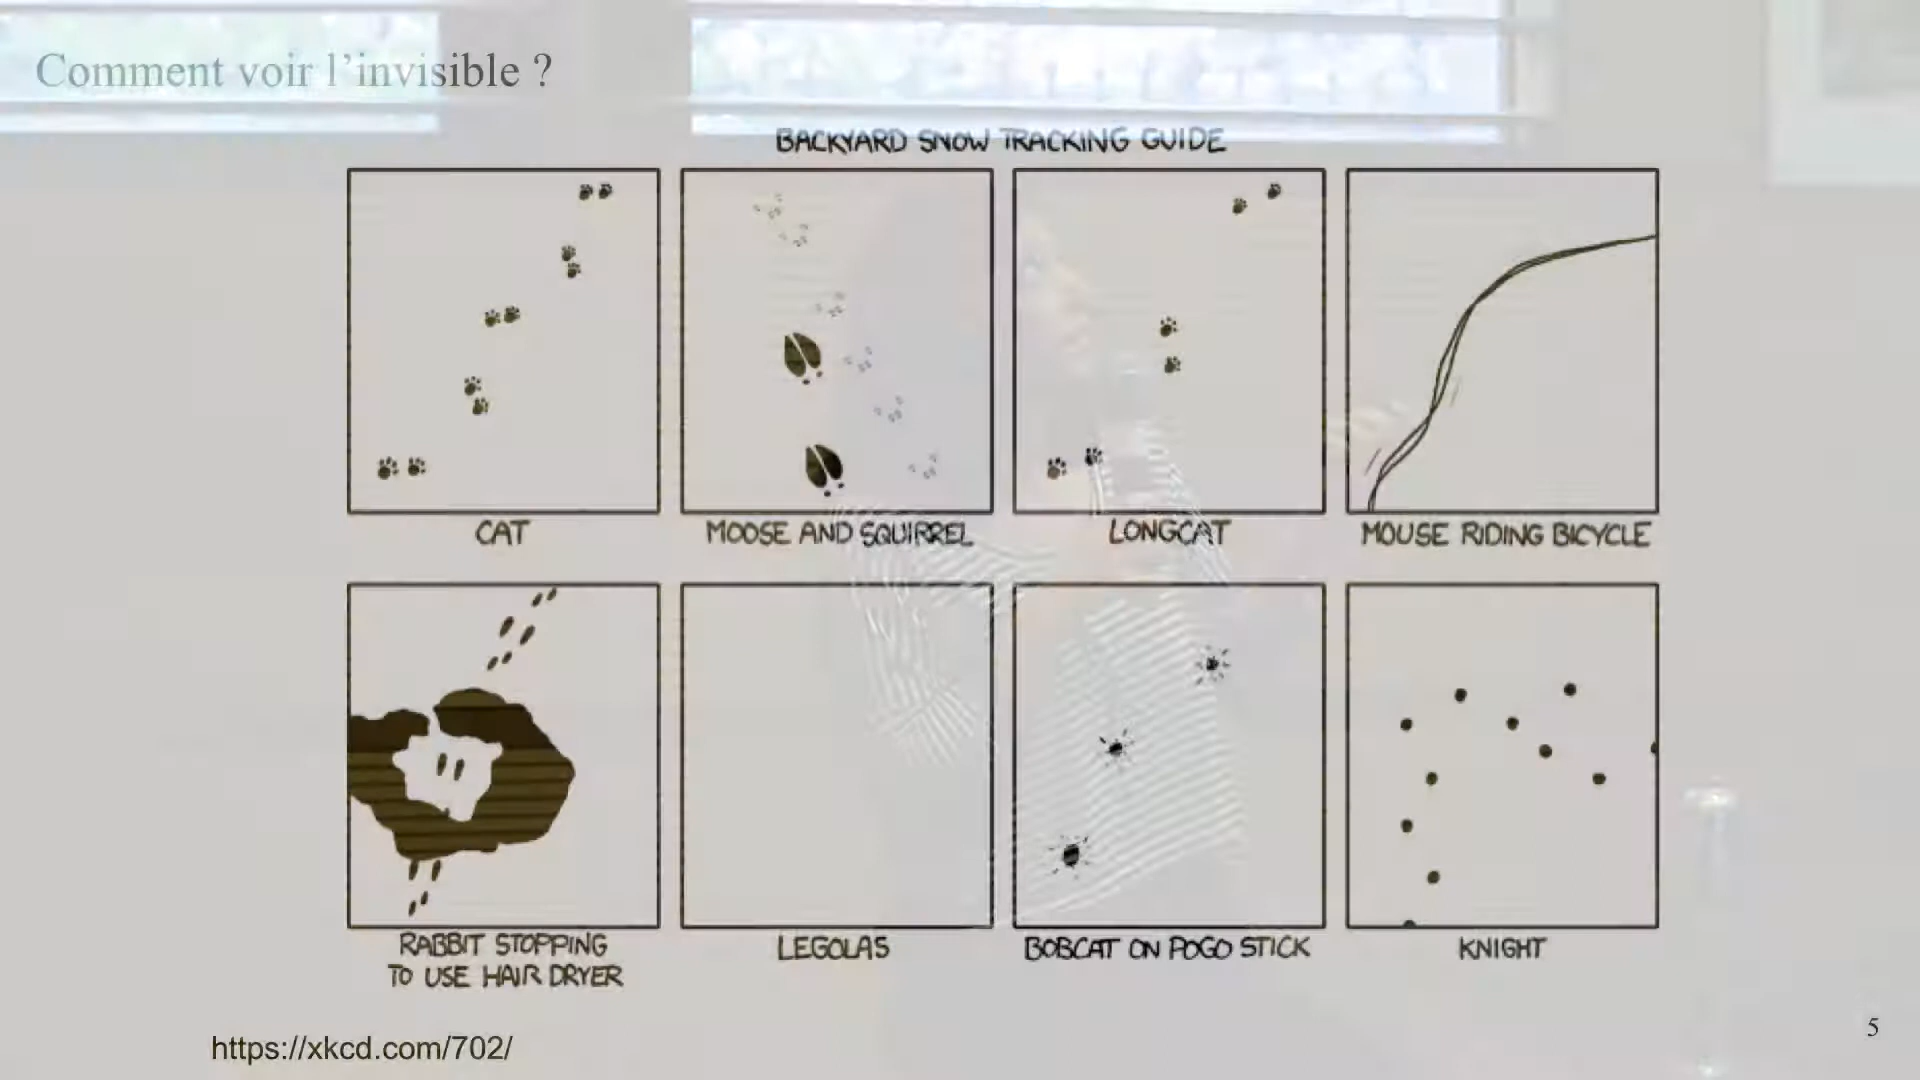 Comment voir l'invisible ?
BACKYARD SNOW TRACKING GUIDE
CAT
MOOSE AND SQUIRREL
LONGCAT
MOUSE RIDING BICYCLE
RABBIT STOPPING
TO USE HAIR DRYER
LEGOLAS
BOBCAT ON POGO STICK
KNIGHT
https://xkcd.com/702/
5